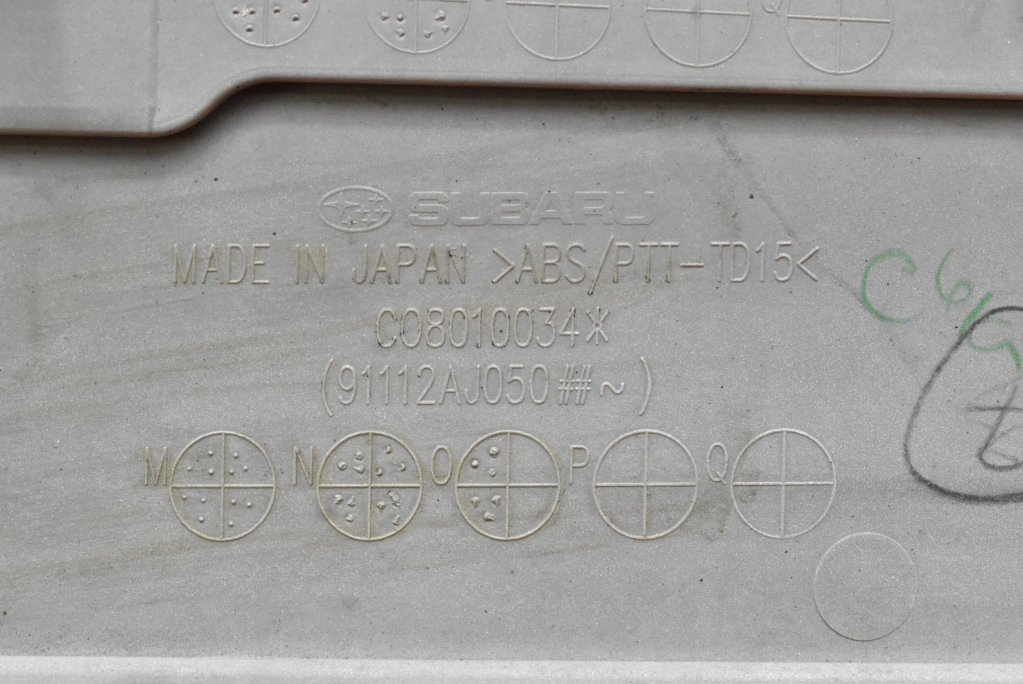 SUBARU
MADE IN JAPAN >ABS/PTT-TD15<
C08010034*
(91112AJ050##~)
M N O P Q